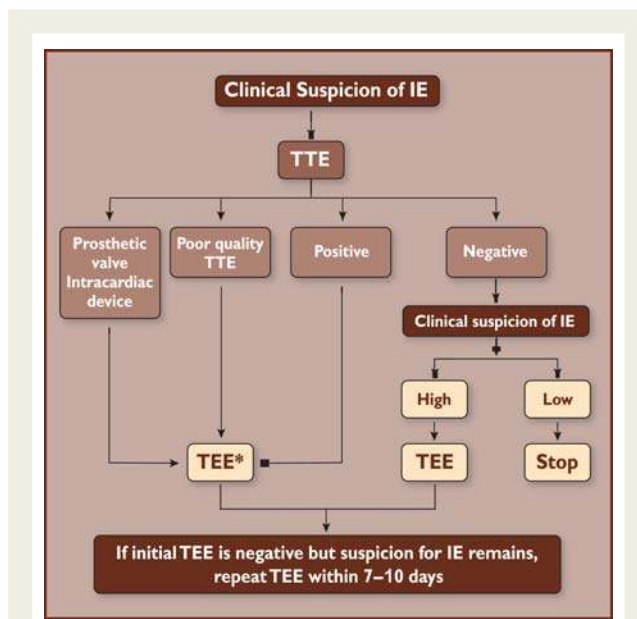 Clinical Suspicion of IE
TTE
Prosthetic
valve
Intracardiac
device
Poor quality
TTE
Positive
Negative
Clinical suspicion of IE
High
Low
TEE*
TEE
Stop
If initial TEE is negative but suspicion for IE remains,
repeat TEE within 7–10 days